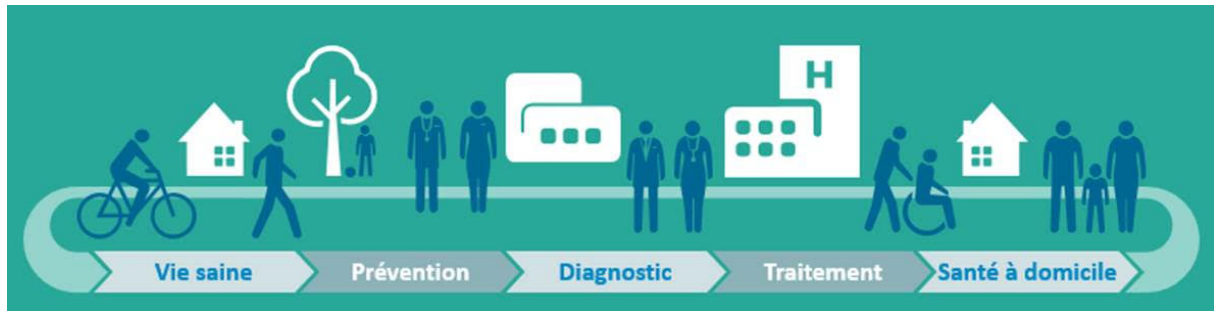 H
Vie saine
Prévention
Diagnostic
Traitement
Santé à domicile